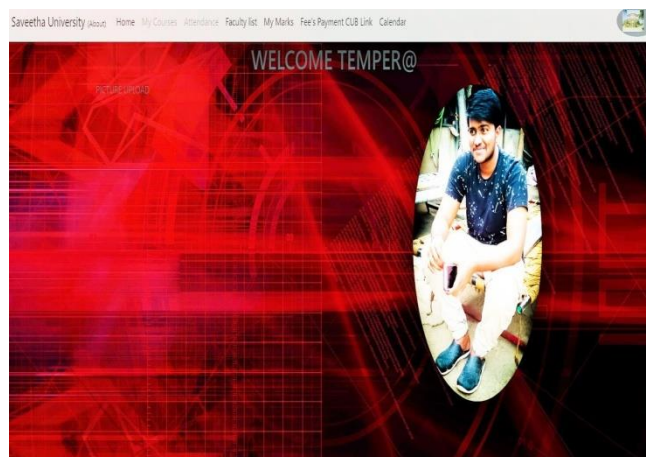 Saveetha University (About) Home My Courses Attendance Faculty list My Marks Fee's Payment CUB Link Calendar
WELCOME TEMPER@
PICTURE UPLOAD